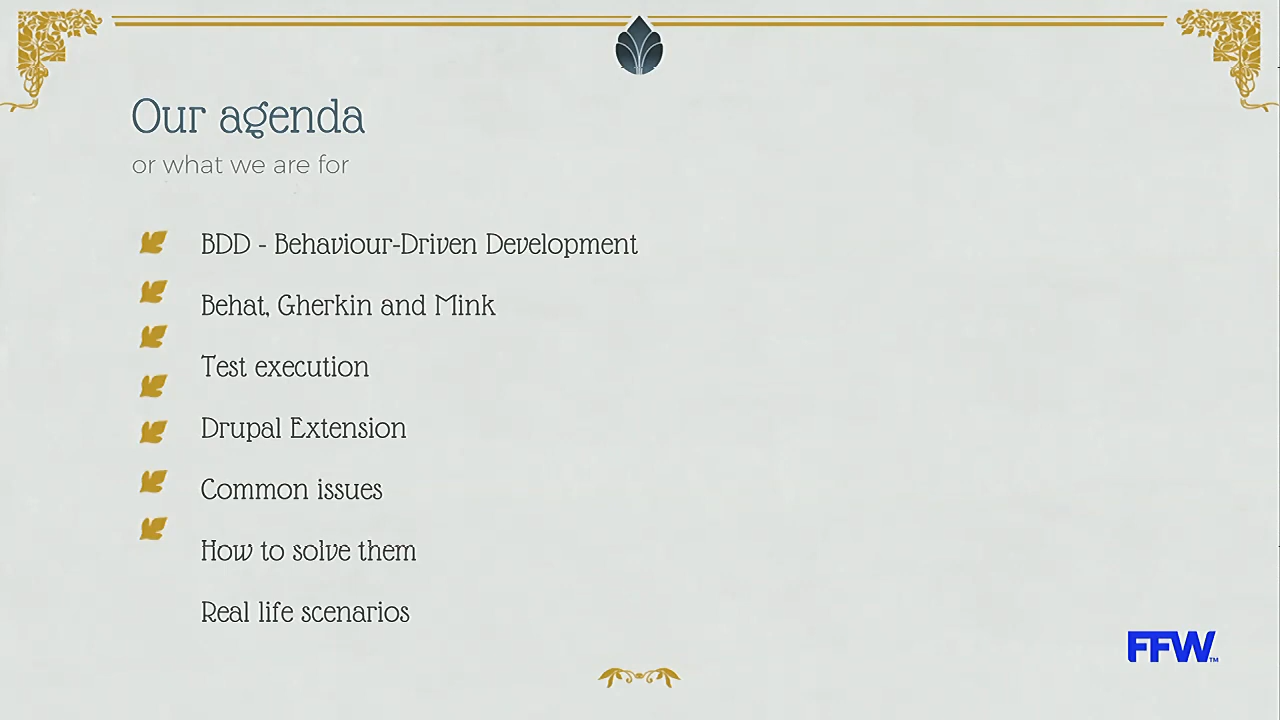 Our agenda
or what we are for
BDD - Behaviour-Driven Development
Behat, Gherkin and Mink
Test execution
Drupal Extension
Common issues
How to solve them
Real life scenarios
FFW™